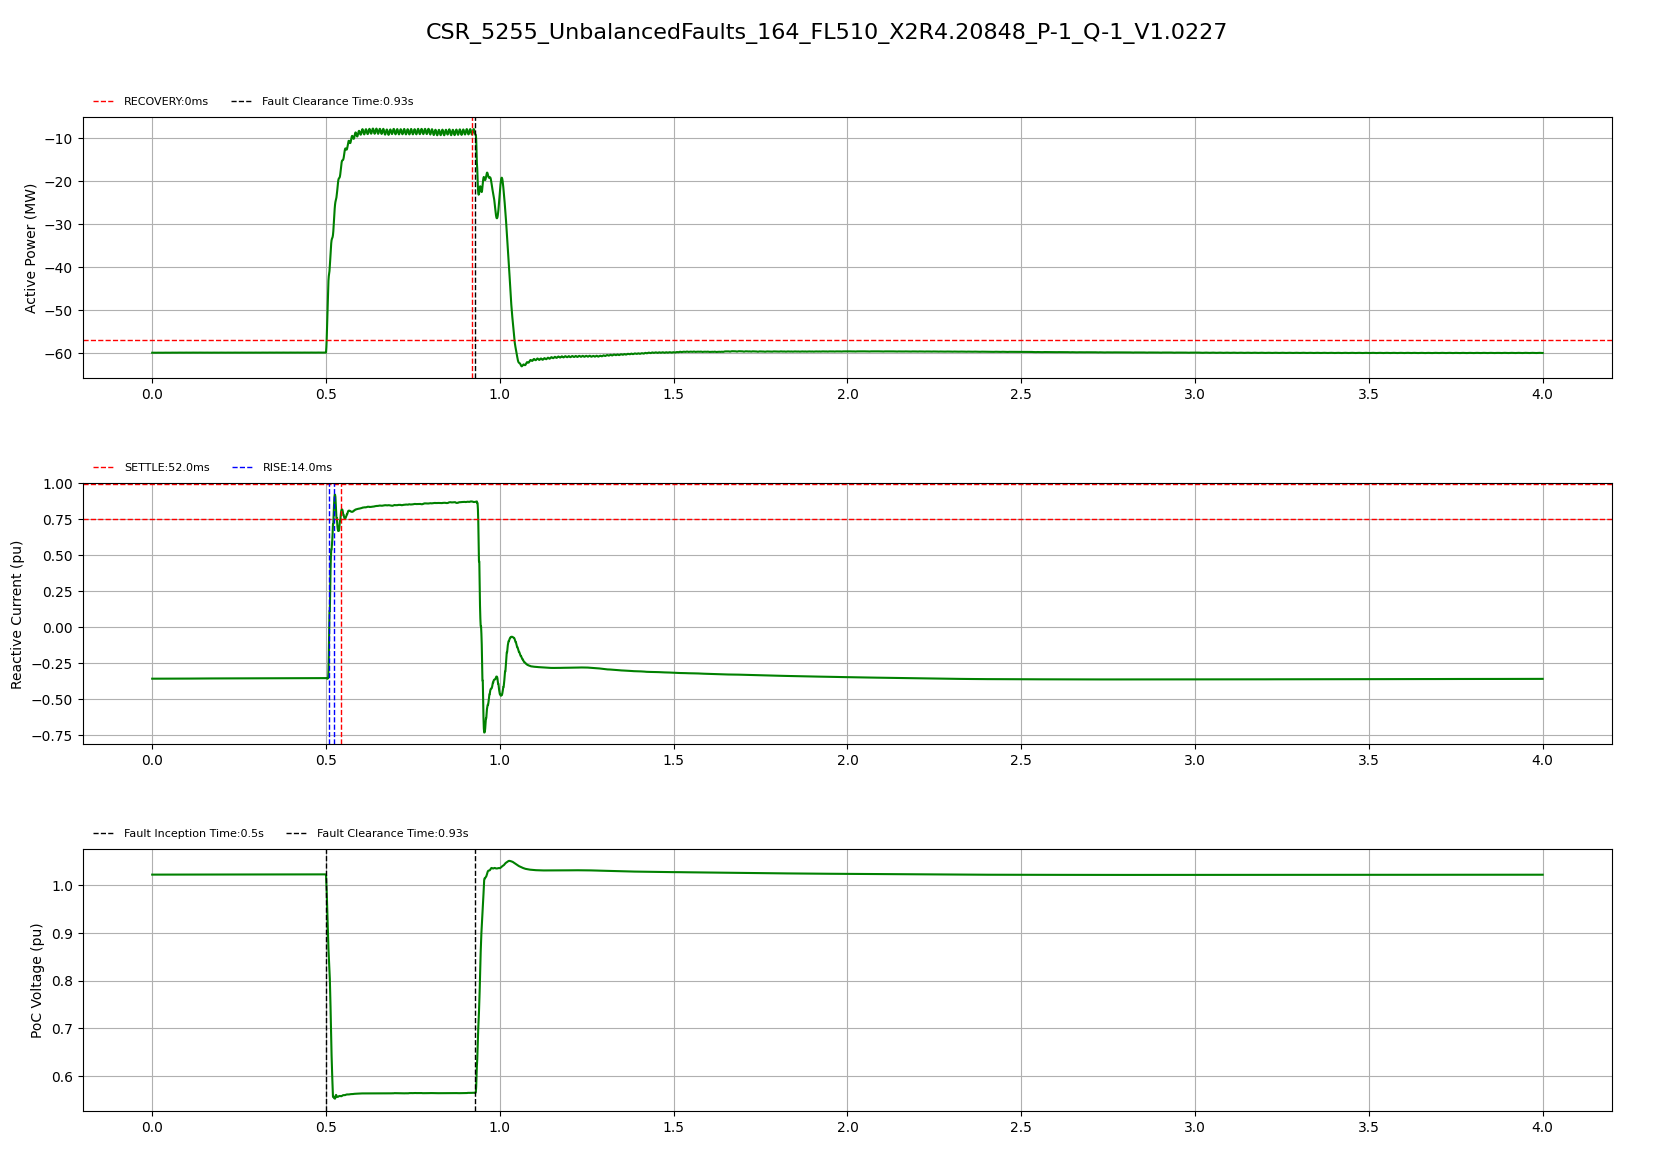 CSR_5255_UnbalancedFaults_164_FL510_X2R4.20848_P-1_Q-1_V1.0227
RECOVERY:0ms Fault Clearance Time:0.93s
Active Power (MW)
−10
−20
−30
−40
−50
−60
0.0 0.5 1.0 1.5 2.0 2.5 3.0 3.5 4.0
SETTLE:52.0ms RISE:14.0ms
Reactive Current (pu)
1.00
0.75
0.50
0.25
0.00
−0.25
−0.50
−0.75
0.0 0.5 1.0 1.5 2.0 2.5 3.0 3.5 4.0
Fault Inception Time:0.5s Fault Clearance Time:0.93s
PoC Voltage (pu)
1.0
0.9
0.8
0.7
0.6
0.0 0.5 1.0 1.5 2.0 2.5 3.0 3.5 4.0